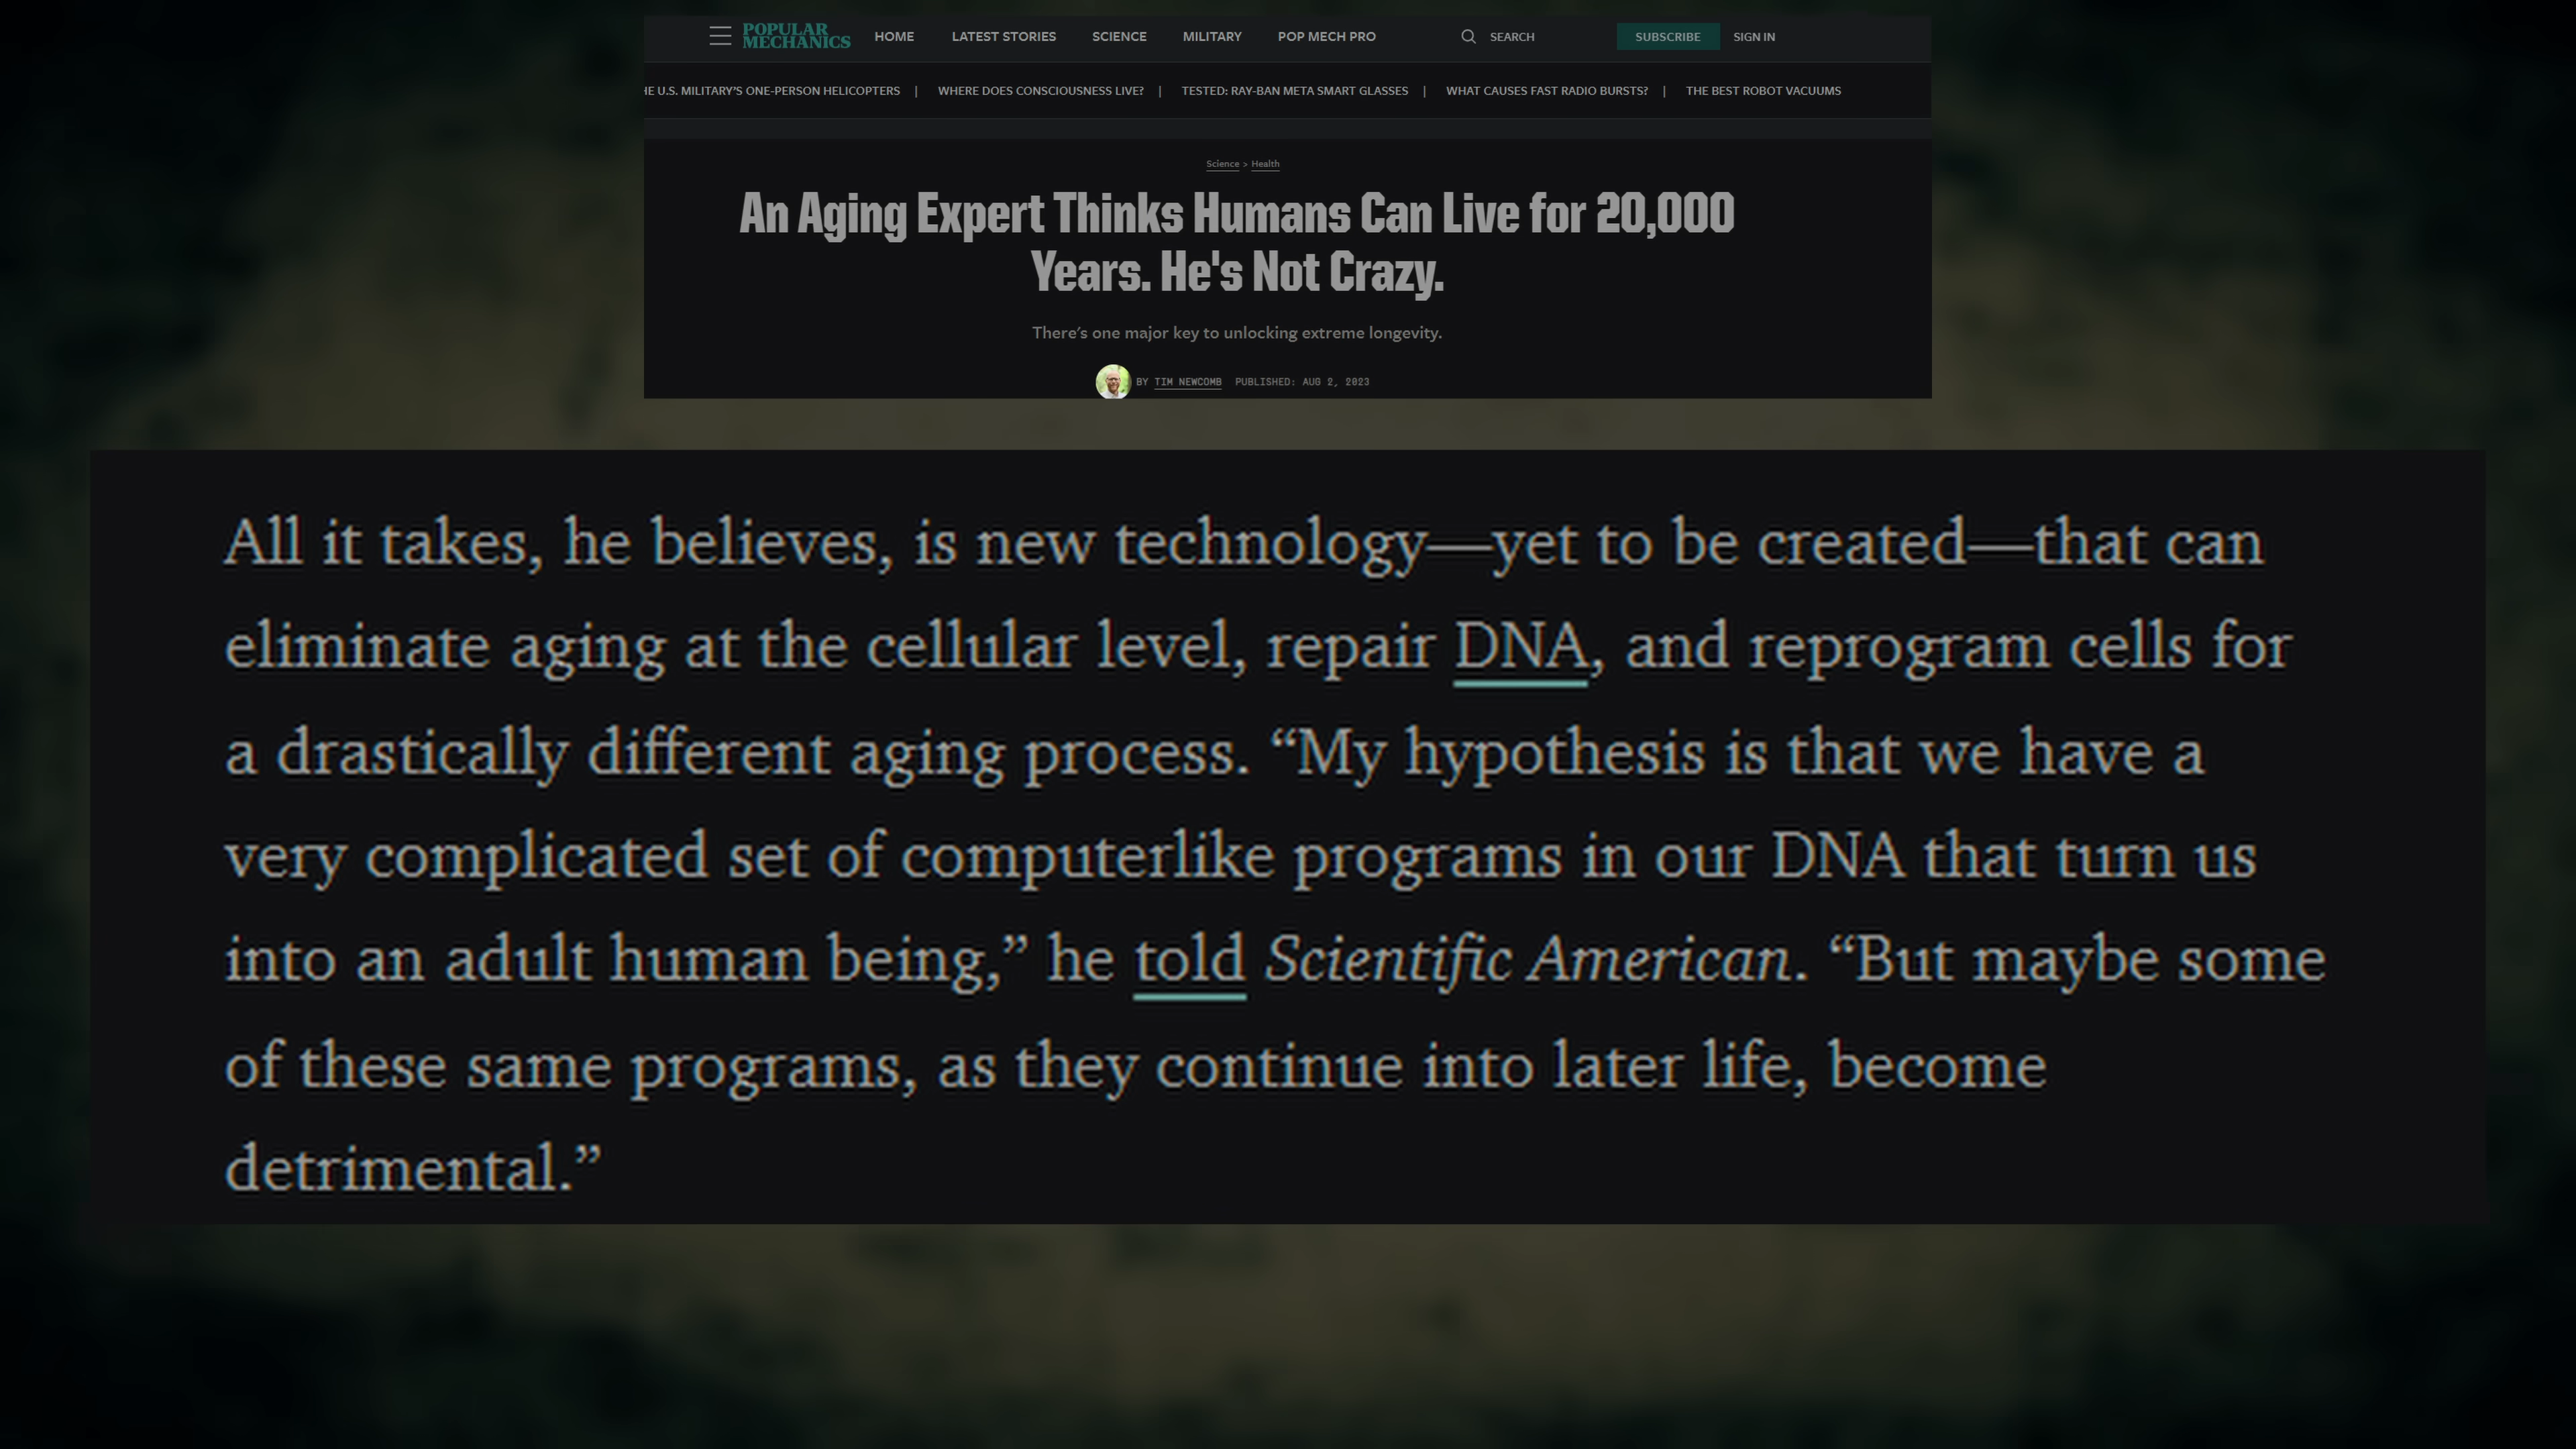 POPULAR
MECHANICS
HOME LATEST STORIES SCIENCE MILITARY POP MECH PRO SEARCH SUBSCRIBE SIGN IN
HE U.S. MILITARY'S ONE-PERSON HELICOPTERS | WHERE DOES CONSCIOUSNESS LIVE? | TESTED: RAY-BAN META SMART GLASSES | WHAT CAUSES FAST RADIO BURSTS? | THE BEST ROBOT VACUUMS
Science > Health
An Aging Expert Thinks Humans Can Live for 20,000
Years. He's Not Crazy.
There's one major key to unlocking extreme longevity.
BY TIM NEWCOMB PUBLISHED: AUG 2, 2023
All it takes, he believes, is new technology—yet to be created—that can
eliminate aging at the cellular level, repair DNA, and reprogram cells for
a drastically different aging process. “My hypothesis is that we have a
very complicated set of computerlike programs in our DNA that turn us
into an adult human being,” he told Scientific American. “But maybe some
of these same programs, as they continue into later life, become
detrimental.”